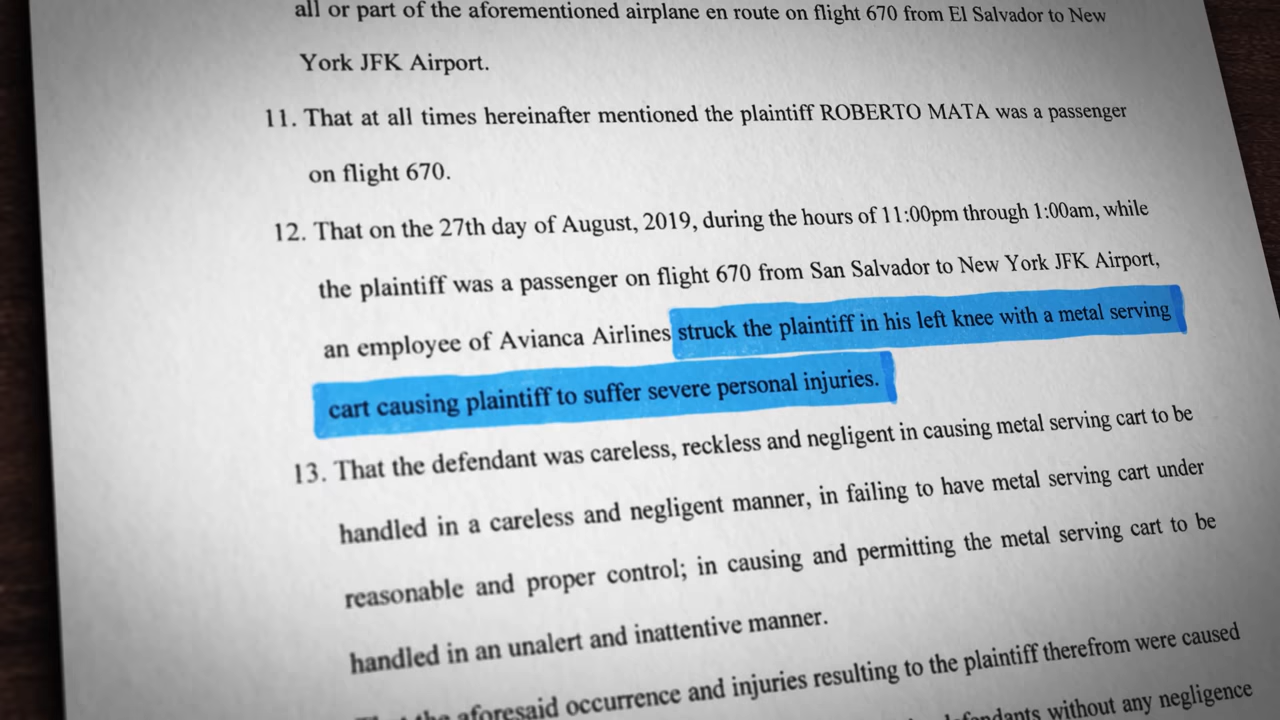 all or part of the aforementioned airplane en route on flight 670 from El Salvador to New
York JFK Airport.
11. That at all times hereinafter mentioned the plaintiff ROBERTO MATA was a passenger
on flight 670.
12. That on the 27th day of August, 2019, during the hours of 11:00pm through 1:00am, while
the plaintiff was a passenger on flight 670 from San Salvador to New York JFK Airport,
an employee of Avianca Airlines struck the plaintiff in his left knee with a metal serving
cart causing plaintiff to suffer severe personal injuries.
13. That the defendant was careless, reckless and negligent in causing metal serving cart to be
handled in a careless and negligent manner, in failing to have metal serving cart under
reasonable and proper control; in causing and permitting the metal serving cart to be
handled in an unalert and inattentive manner.
the aforesaid occurrence and injuries resulting to the plaintiff therefrom were caused
defendants without any negligence